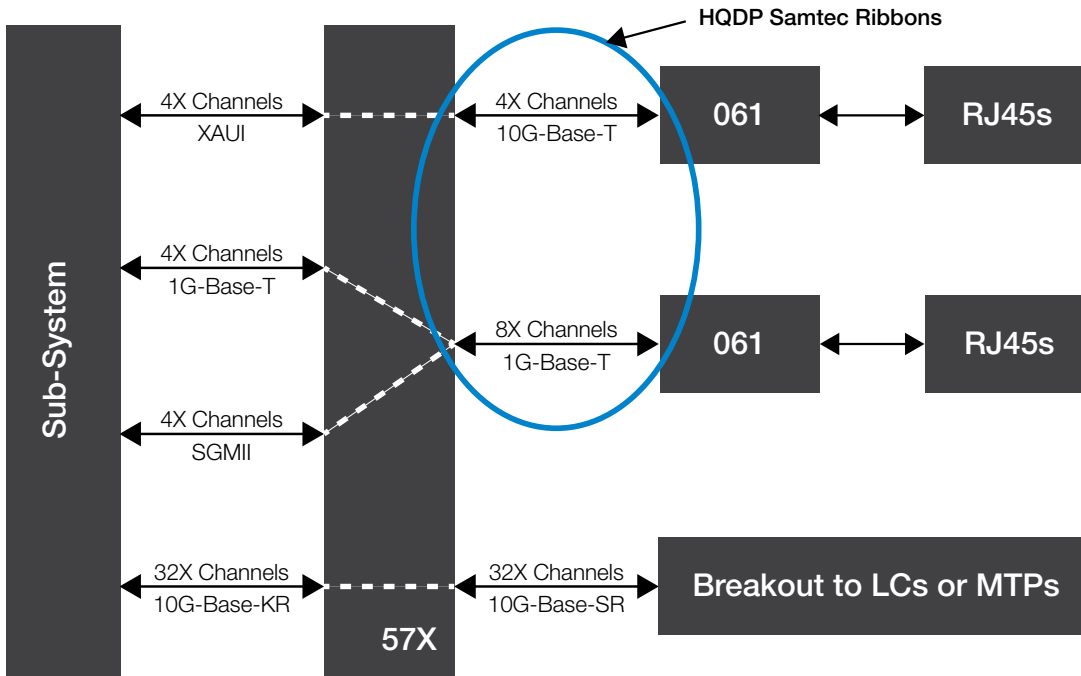 HQDP Samtec Ribbons
4X Channels
XAUI
4X Channels
10G-Base-T
061
RJ45s
4X Channels
1G-Base-T
8X Channels
1G-Base-T
061
RJ45s
Sub-System
4X Channels
SGMII
32X Channels
10G-Base-KR
32X Channels
10G-Base-SR
Breakout to LCs or MTPs
57X